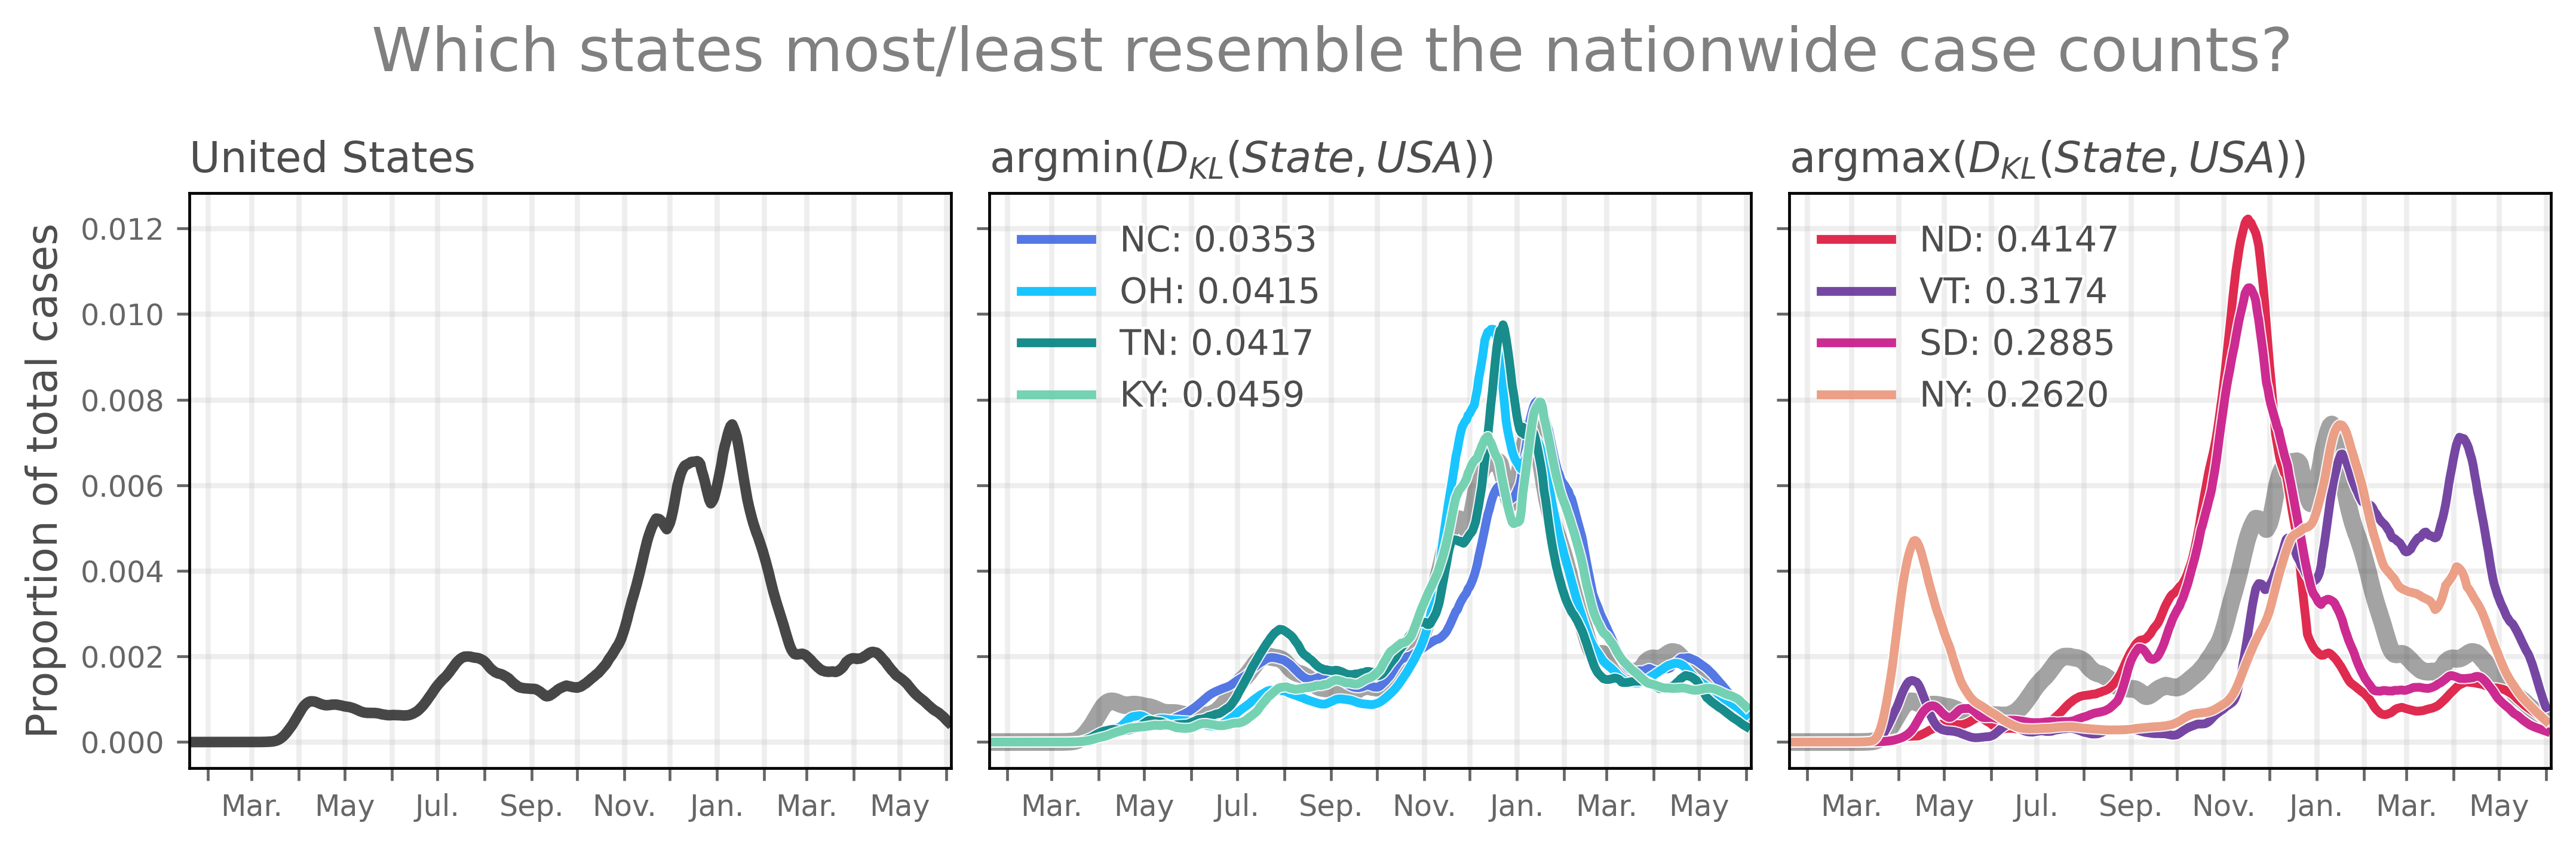 Which states most/least resemble the nationwide case counts?
United States
argmin(D_KL(State, USA))
argmax(D_KL(State, USA))
Proportion of total cases
0.012
0.010
0.008
0.006
0.004
0.002
0.000
Mar. May Jul. Sep. Nov. Jan. Mar. May
NC: 0.0353
OH: 0.0415
TN: 0.0417
KY: 0.0459
Mar. May Jul. Sep. Nov. Jan. Mar. May
ND: 0.4147
VT: 0.3174
SD: 0.2885
NY: 0.2620
Mar. May Jul. Sep. Nov. Jan. Mar. May